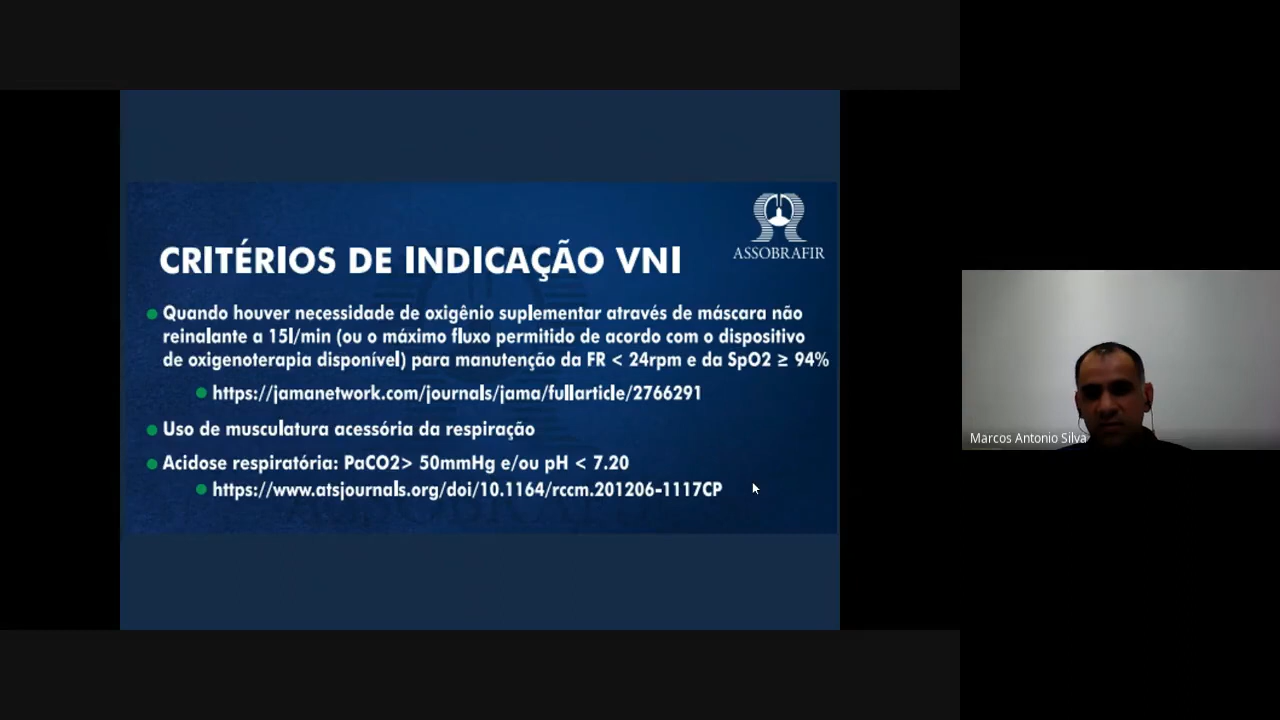 ASSOBRAFIR
CRITÉRIOS DE INDICAÇÃO VNI
Quando houver necessidade de oxigênio suplementar através de máscara não
reinalante a 15l/min (ou o máximo fluxo permitido de acordo com o dispositivo
de oxigenoterapia disponível) para manutenção da FR < 24rpm e da SpO2 ≥ 94%
https://jamanetwork.com/journals/jama/fullarticle/2766291
Uso de musculatura acessória da respiração
Acidose respiratória: PaCO2> 50mmHg e/ou pH < 7.20
https://www.atsjournals.org/doi/10.1164/rccm.201206-1117CP
Marcos Antonio Silva